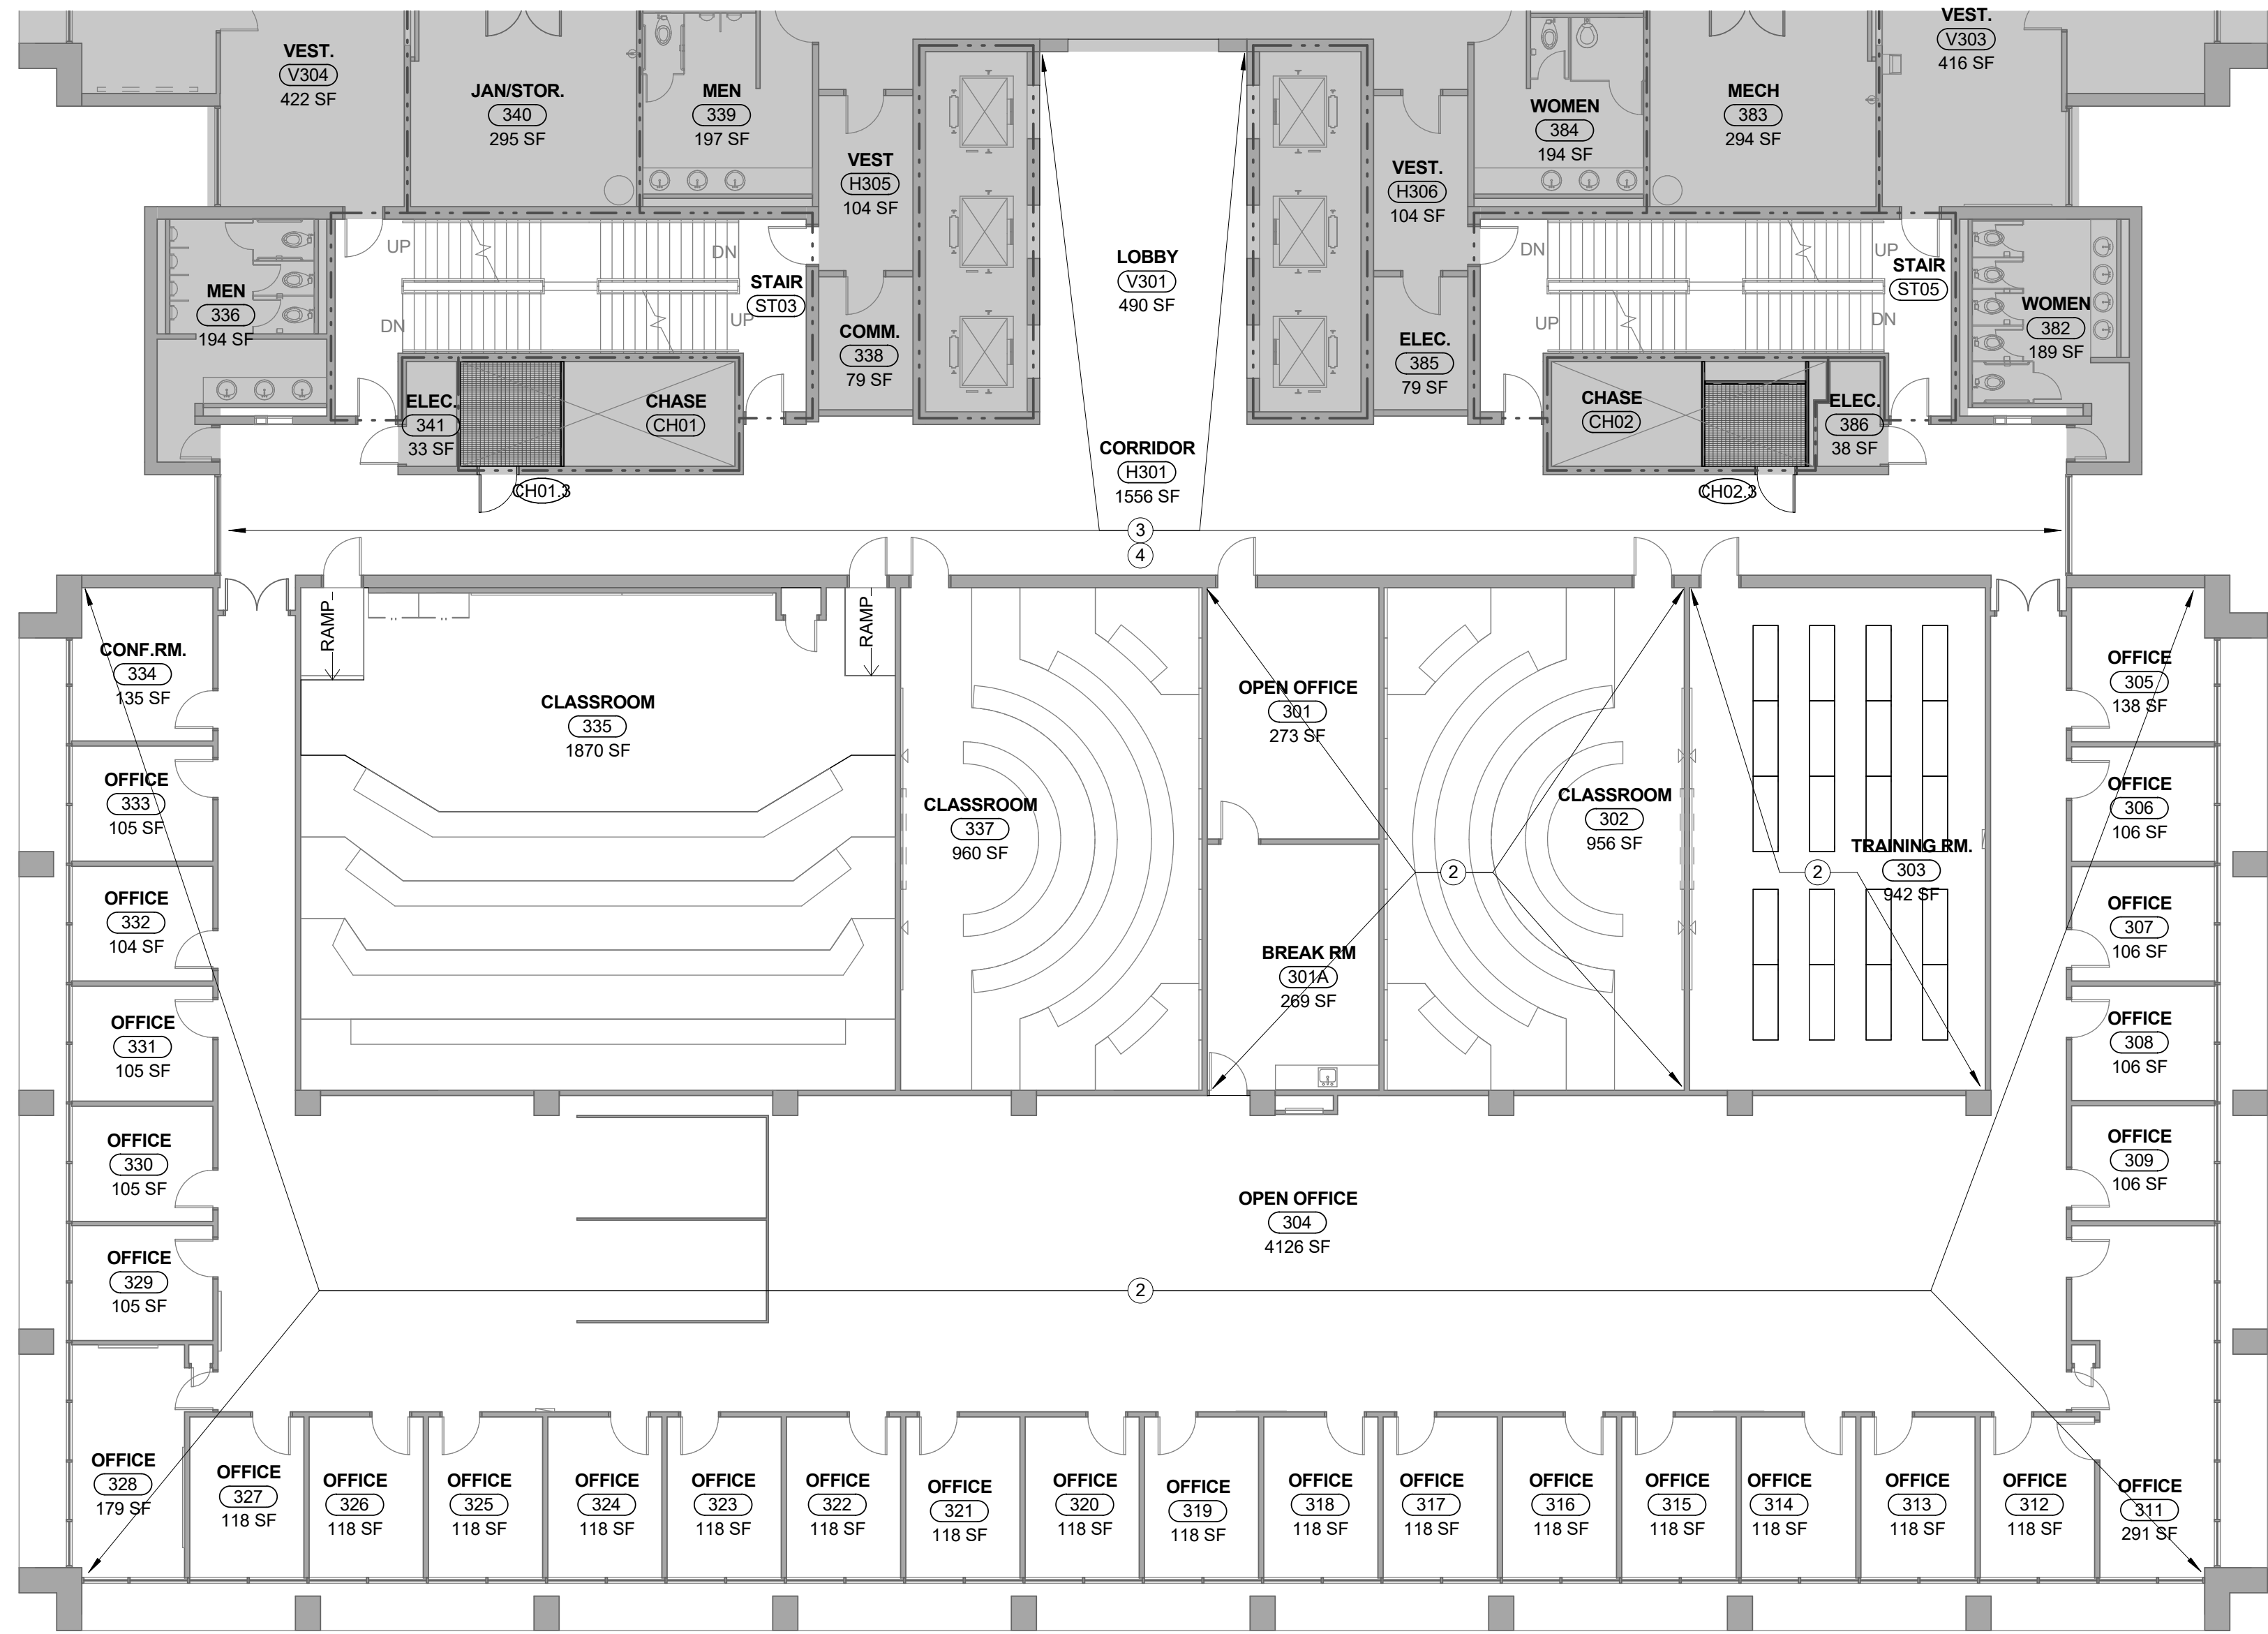 VEST.
V304
422 SF
JAN/STOR.
340
295 SF
MEN
339
197 SF
VEST
H305
104 SF
LOBBY
V301
490 SF
VEST.
H306
104 SF
WOMEN
384
194 SF
MECH
383
294 SF
VEST.
V303
416 SF
MEN
336
194 SF
UP
DN
DN
UP
STAIR
ST03
COMM.
338
79 SF
ELEC.
385
79 SF
DN
UP
UP
DN
STAIR
ST05
WOMEN
382
189 SF
ELEC.
341
33 SF
CHASE
CH01
CH01.3
CORRIDOR
H301
1556 SF
CHASE
CH02
ELEC.
386
38 SF
CH02.3
3
4
CONF.RM.
334
135 SF
RAMP
RAMP
CLASSROOM
335
1870 SF
CLASSROOM
337
960 SF
OPEN OFFICE
301
273 SF
BREAK RM
301A
269 SF
2
CLASSROOM
302
956 SF
2
TRAINING RM.
303
942 SF
OFFICE
305
138 SF
OFFICE
306
106 SF
OFFICE
307
106 SF
OFFICE
308
106 SF
OFFICE
309
106 SF
OFFICE
333
105 SF
OFFICE
332
104 SF
OFFICE
331
105 SF
OFFICE
330
105 SF
OFFICE
329
105 SF
OPEN OFFICE
304
4126 SF
2
OFFICE
328
179 SF
OFFICE
327
118 SF
OFFICE
326
118 SF
OFFICE
325
118 SF
OFFICE
324
118 SF
OFFICE
323
118 SF
OFFICE
322
118 SF
OFFICE
321
118 SF
OFFICE
320
118 SF
OFFICE
319
118 SF
OFFICE
318
118 SF
OFFICE
317
118 SF
OFFICE
316
118 SF
OFFICE
315
118 SF
OFFICE
314
118 SF
OFFICE
313
118 SF
OFFICE
312
118 SF
OFFICE
311
291 SF